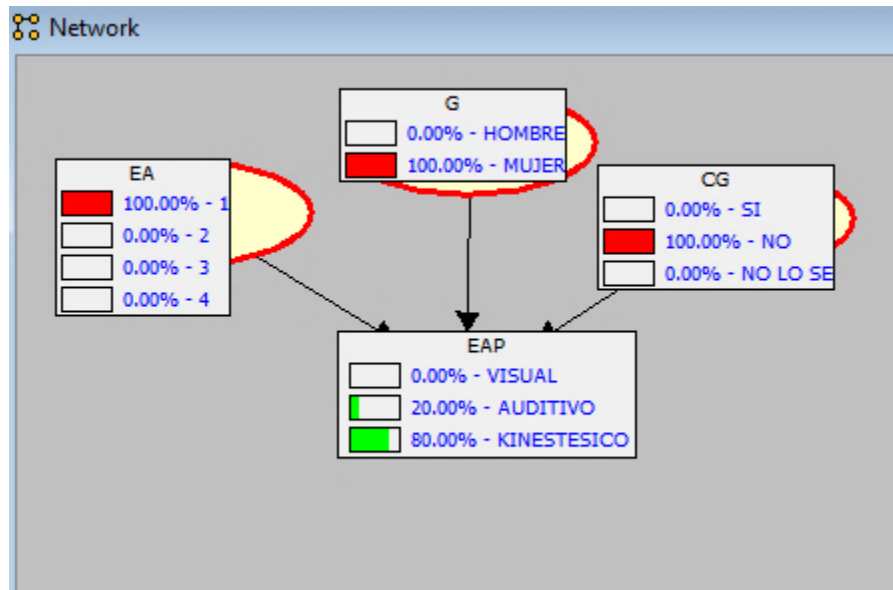 Network
G
0.00% - HOMBRE
100.00% - MUJER
EA
100.00% - 1
0.00% - 2
0.00% - 3
0.00% - 4
CG
0.00% - SI
100.00% - NO
0.00% - NO LO SE
EAP
0.00% - VISUAL
20.00% - AUDITIVO
80.00% - KINESTESICO